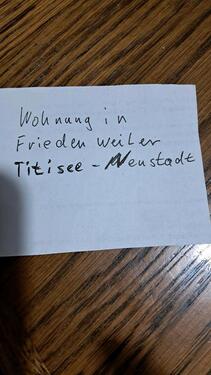 Wohnung in
Friedenweiler
Titisee - Neustadt